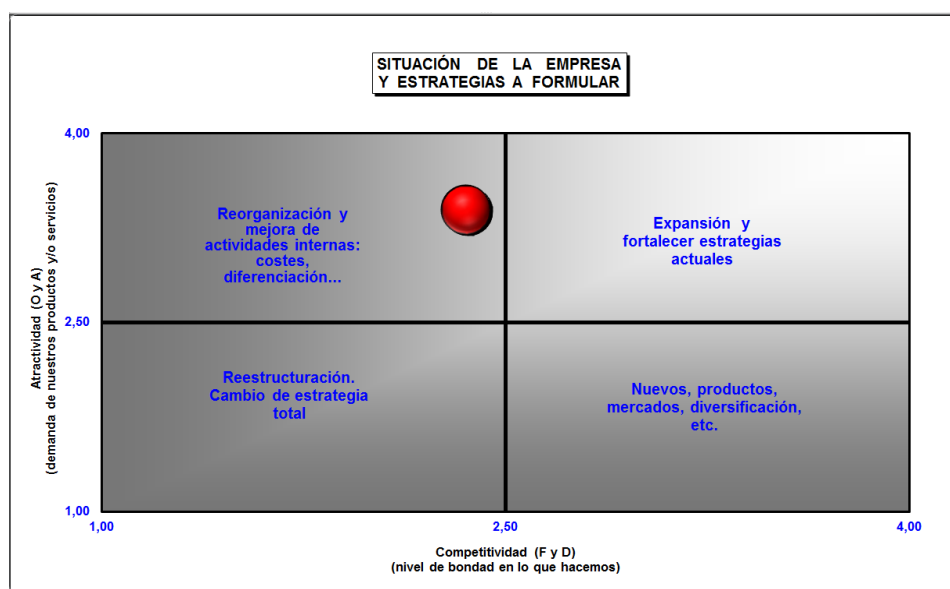 SITUACIÓN DE LA EMPRESA
Y ESTRATEGIAS A FORMULAR
4,00
Reorganización y
mejora de
actividades internas:
costes,
diferenciación...
Expansión y
fortalecer estrategias
actuales
Atractividad (O y A)
(demanda de nuestros productos y/o servicios)
2,50
Reestructuración.
Cambio de estrategia
total
Nuevos, productos,
mercados, diversificación,
etc.
1,00
1,00
2,50
4,00
Competitividad (F y D)
(nivel de bondad en lo que hacemos)